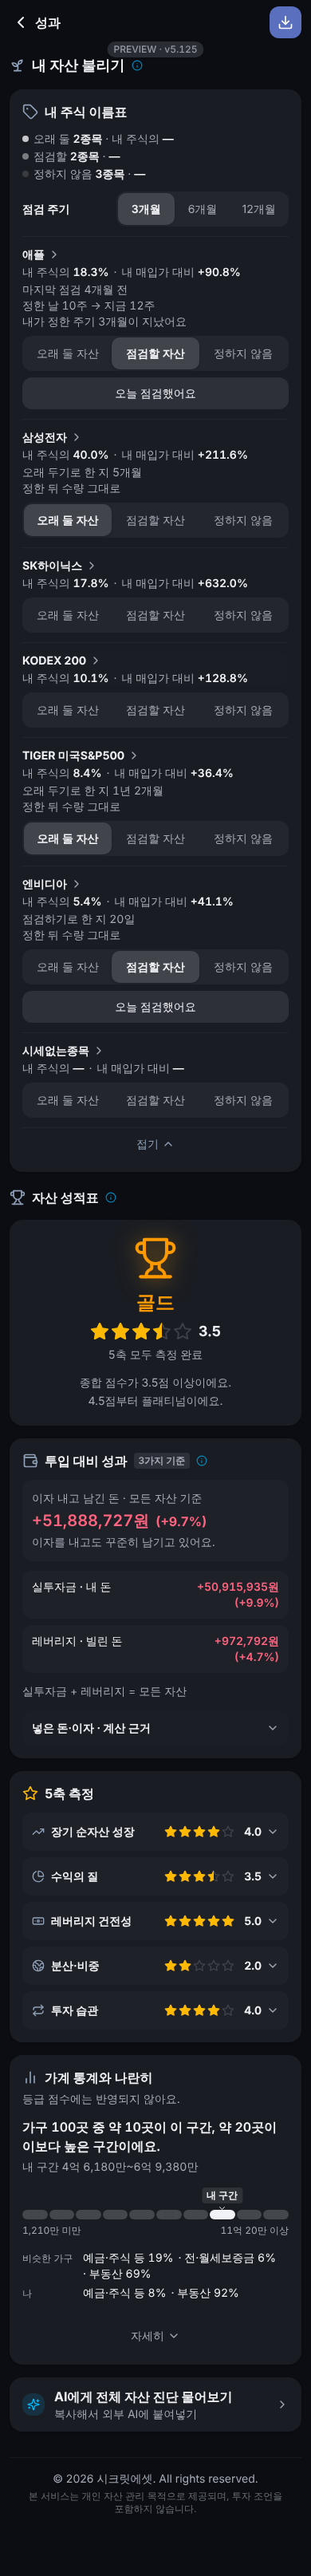 성과
PREVIEW · v5.125
내 자산 불리기
내 주식 이름표
오래 둘 2종목 · 내 주식의 —
점검할 2종목 · —
정하지 않음 3종목 · —
점검 주기 3개월 6개월 12개월
애플
내 주식의 18.3% · 내 매입가 대비 +90.8%
마지막 점검 4개월 전
정한 날 10주 → 지금 12주
내가 정한 주기 3개월이 지났어요
오래 둘 자산 점검할 자산 정하지 않음
오늘 점검했어요
삼성전자
내 주식의 40.0% · 내 매입가 대비 +211.6%
오래 두기로 한 지 5개월
정한 뒤 수량 그대로
오래 둘 자산 점검할 자산 정하지 않음
SK하이닉스
내 주식의 17.8% · 내 매입가 대비 +632.0%
오래 둘 자산 점검할 자산 정하지 않음
KODEX 200
내 주식의 10.1% · 내 매입가 대비 +128.8%
오래 둘 자산 점검할 자산 정하지 않음
TIGER 미국S&P500
내 주식의 8.4% · 내 매입가 대비 +36.4%
오래 두기로 한 지 1년 2개월
정한 뒤 수량 그대로
오래 둘 자산 점검할 자산 정하지 않음
엔비디아
내 주식의 5.4% · 내 매입가 대비 +41.1%
점검하기로 한 지 20일
정한 뒤 수량 그대로
오래 둘 자산 점검할 자산 정하지 않음
오늘 점검했어요
시세없는종목
내 주식의 — · 내 매입가 대비 —
오래 둘 자산 점검할 자산 정하지 않음
접기
자산 성적표
골드
3.5
5축 모두 측정 완료
종합 점수가 3.5점 이상이에요.
4.5점부터 플래티넘이에요.
투입 대비 성과 3가지 기준
이자 내고 남긴 돈 · 모든 자산 기준
+51,888,727원 (+9.7%)
이자를 내고도 꾸준히 남기고 있어요.
실투자금 · 내 돈 +50,915,935원
(+9.9%)
레버리지 · 빌린 돈 +972,792원
(+4.7%)
실투자금 + 레버리지 = 모든 자산
넣은 돈·이자 · 계산 근거
5축 측정
장기 순자산 성장 4.0
수익의 질 3.5
레버리지 건전성 5.0
분산·비중 2.0
투자 습관 4.0
가계 통계와 나란히
등급 점수에는 반영되지 않아요.
가구 100곳 중 약 10곳이 이 구간, 약 20곳이
이보다 높은 구간이에요.
내 구간 4억 6,180만~6억 9,380만
내 구간
1,210만 미만 11억 20만 이상
비슷한 가구 예금·주식 등 19% · 전·월세보증금 6%
· 부동산 69%
나 예금·주식 등 8% · 부동산 92%
자세히
AI에게 전체 자산 진단 물어보기
복사해서 외부 AI에 붙여넣기
© 2026 시크릿에셋. All rights reserved.
본 서비스는 개인 자산 관리 목적으로 제공되며, 투자 조언을
포함하지 않습니다.